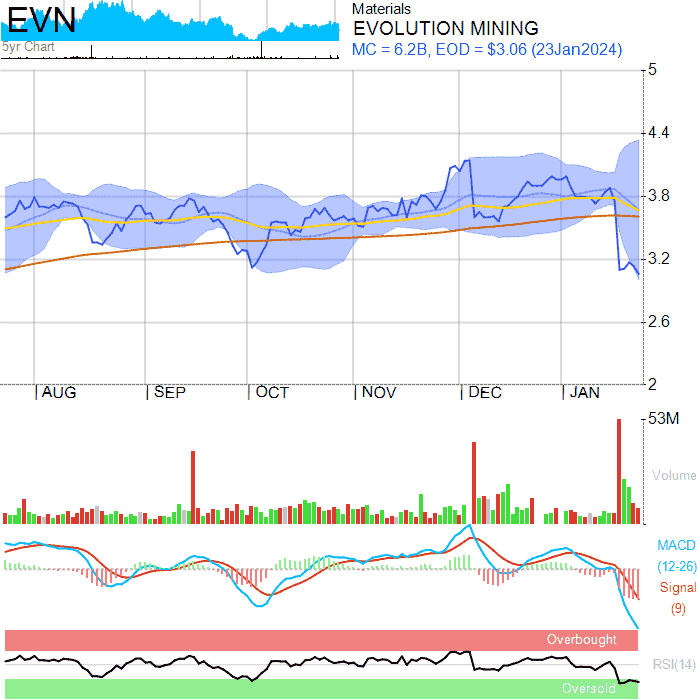 EVN
5yr Chart
Materials
EVOLUTION MINING
MC = 6.2B, EOD = $3.06 (23Jan2024)
5
4.4
3.8
3.2
2.6
2
AUG SEP OCT NOV DEC JAN
53M
Volume
MACD
(12-26)
Signal
(9)
Overbought
RSI(14)
Oversold